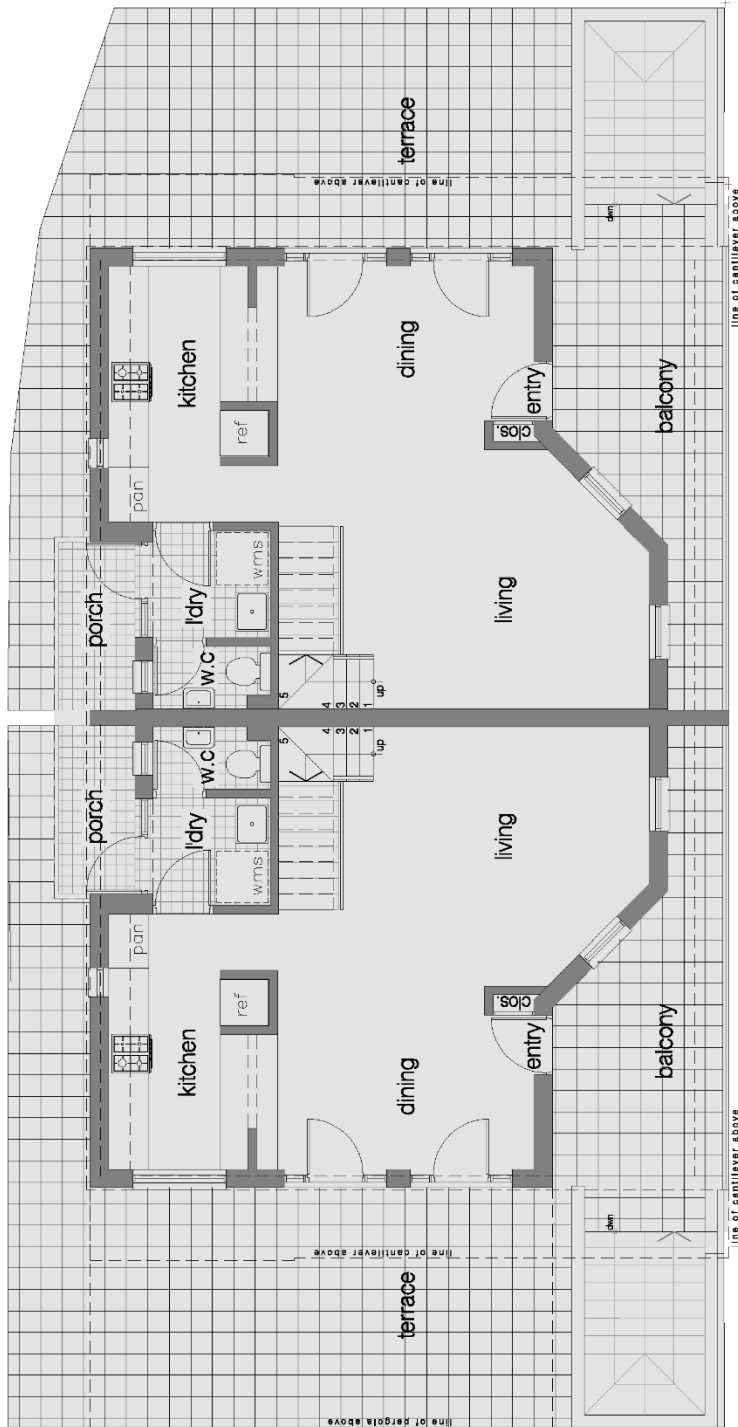 terrace
line of cantilever above
dwn
line of cantilever above
kitchen
dining
entry
balcony
ref
clos.
pan
porch
l'dry
wms
w.c
living
5
4
3
2
1
up
porch
l'dry
wms
w.c
living
5
4
3
2
1
up
pan
ref
clos.
kitchen
dining
entry
balcony
terrace
line of cantilever above
dwn
line of cantilever above
line of pergola above